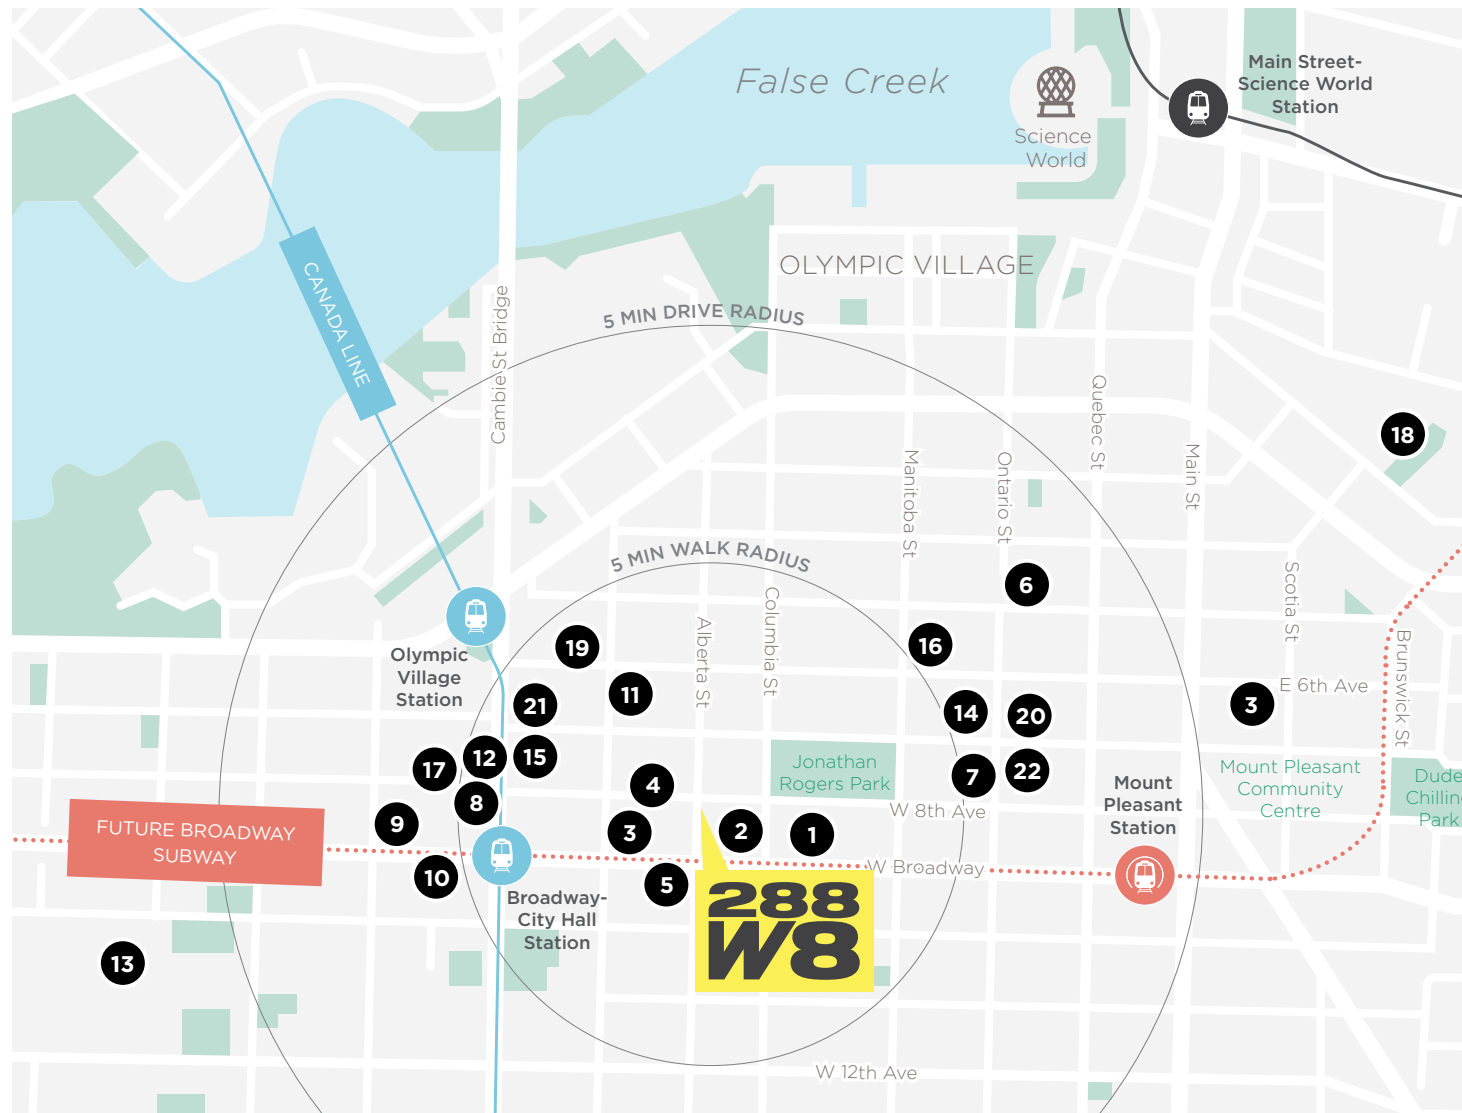 Main Street-
Science World
Station
False Creek
Science
World
OLYMPIC VILLAGE
CANADA LINE
Cambie St Bridge
5 MIN DRIVE RADIUS
Quebec St
Main St
18
Manitoba St
Ontario St
5 MIN WALK RADIUS
6
Scotia St
Columbia St
Alberta St
Brunswick St
16
19
Olympic
Village
Station
11
21
E 6th Ave
3
14
20
12
15
17
Jonathan
Rogers Park
7
22
Mount Pleasant
Community
Centre
Dude
Chilling
Park
4
8
Mount
Pleasant
Station
W 8th Ave
9
3
2
1
FUTURE BROADWAY
SUBWAY
W Broadway
10
5
Broadway-
City Hall
Station
288
W8
13
W 12th Ave